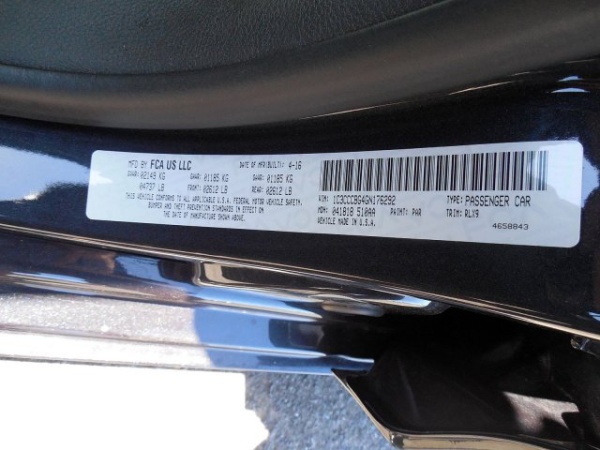 MFD BY FCA US LLC DATE OF MFR(BUILT): 4-16
GVWR: 02148 KG GAWR: 01185 KG GAWR: 01185 KG
04737 LB FRONT: 02612 LB REAR: 02612 LB
THIS VEHICLE CONFORMS TO ALL APPLICABLE U.S.A. FEDERAL MOTOR VEHICLE SAFETY,
BUMPER AND THEFT PREVENTION STANDARDS IN EFFECT ON
THE DATE OF MANUFACTURE SHOWN ABOVE.
VIN: 1C3CCCBG4GN176292 TYPE: PASSENGER CAR
MDH: 041818 510AA PAINT: PAR TRIM: RLX9
VEHICLE MADE IN U.S.A. 4658843